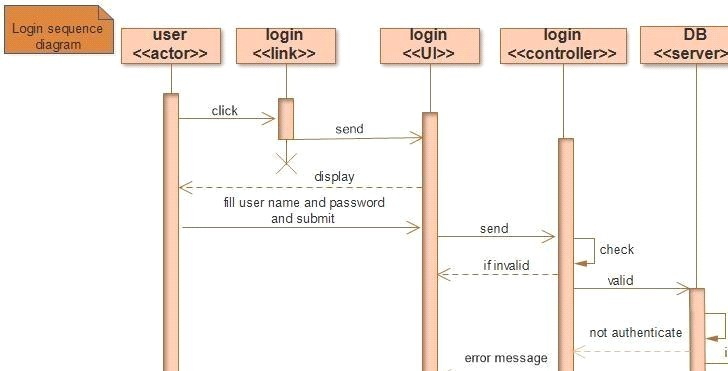 Login sequence
diagram
user
<<actor>>
login
<<link>>
login
<<UI>>
login
<<controller>>
DB
<<server>
click
send
display
fill user name and password
and submit
send
check
if invalid
valid
not authenticate
error message